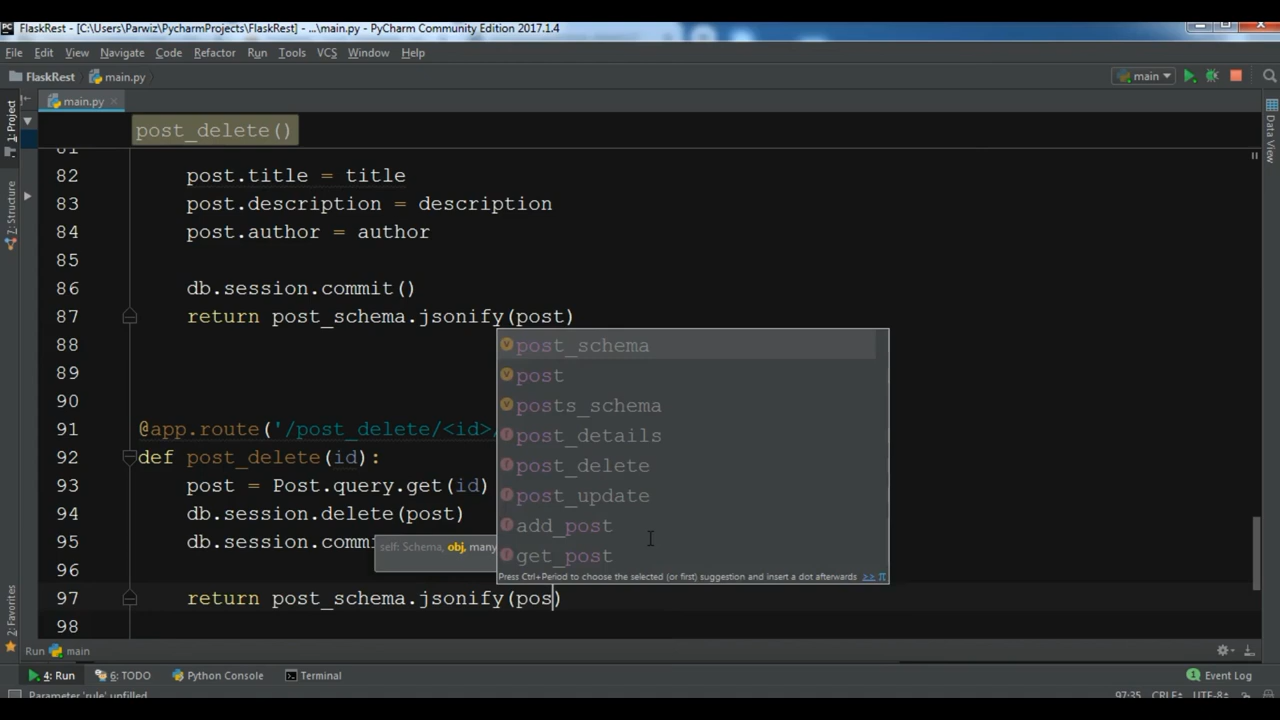 FlaskRest - [C:\Users\Parwiz\PycharmProjects\FlaskRest] - ...\main.py - PyCharm Community Edition 2017.1.4
File Edit View Navigate Code Refactor Run Tools VCS Window Help
FlaskRest main.py main
1: Project
main.py
post_delete()
Data View
7: Structure
81
82 post.title = title
83 post.description = description
84 post.author = author
85
86 db.session.commit()
87 return post_schema.jsonify(post)
88
89
90
91 @app.route('/post_delete/<id>/
92 def post_delete(id):
93 post = Post.query.get(id)
94 db.session.delete(post)
95 db.session.commi
96
97 return post_schema.jsonify(pos)
98
post_schema
post
posts_schema
post_details
post_delete
post_update
add_post
get_post
Press Ctrl+Period to choose the selected (or first) suggestion and insert a dot afterwards >> π
self: Schema, obj, many
2: Favorites
Run main
4: Run 6: TODO Python Console Terminal Event Log
Parameter 'rule' unfilled 97:35 CRLF UTF-8